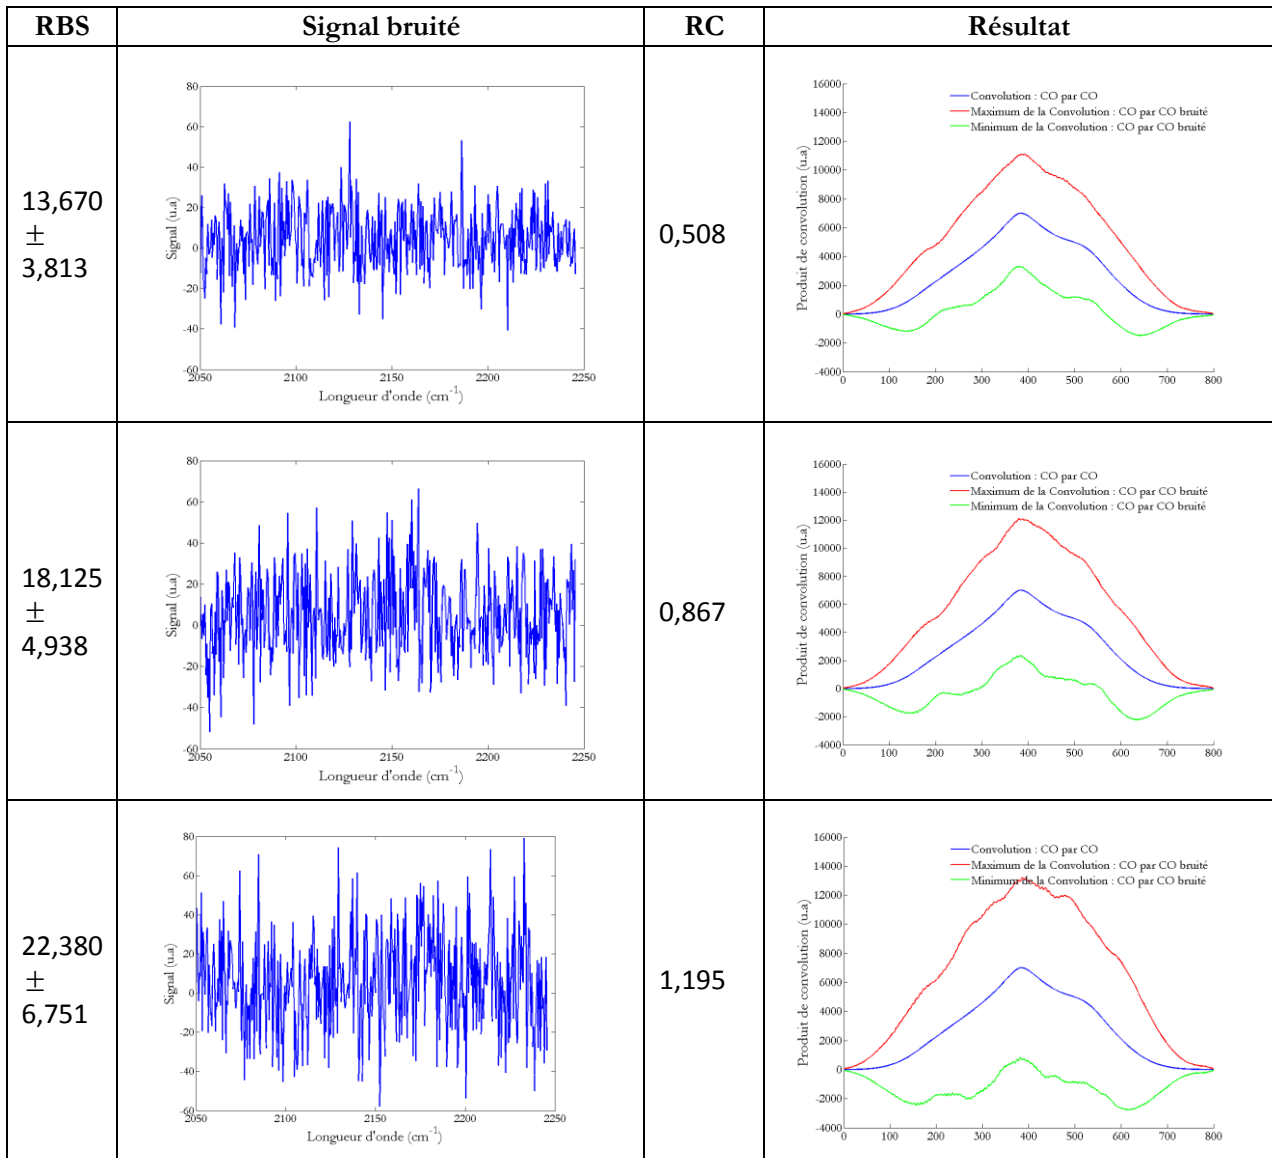 RBS Signal bruité RC Résultat
13,670
±
3,813
80
60
40
20
0
-20
-40
-60
2050 2100 2150 2200 2250
Signal (u.a)
Longueur d'onde (cm⁻¹)
0,508
16000
14000
12000
10000
8000
6000
4000
2000
0
-2000
-4000
0 100 200 300 400 500 600 700 800
Produit de convolution (u.a)
Convolution : CO par CO
Maximum de la Convolution : CO par CO bruité
Minimum de la Convolution : CO par CO bruité
18,125
±
4,938
80
60
40
20
0
-20
-40
-60
2050 2100 2150 2200 2250
Signal (u.a)
Longueur d'onde (cm⁻¹)
0,867
16000
14000
12000
10000
8000
6000
4000
2000
0
-2000
-4000
0 100 200 300 400 500 600 700 800
Produit de convolution (u.a)
Convolution : CO par CO
Maximum de la Convolution : CO par CO bruité
Minimum de la Convolution : CO par CO bruité
22,380
±
6,751
80
60
40
20
0
-20
-40
-60
2050 2100 2150 2200 2250
Signal (u.a)
Longueur d'onde (cm⁻¹)
1,195
16000
14000
12000
10000
8000
6000
4000
2000
0
-2000
-4000
0 100 200 300 400 500 600 700 800
Produit de convolution (u.a)
Convolution : CO par CO
Maximum de la Convolution : CO par CO bruité
Minimum de la Convolution : CO par CO bruité